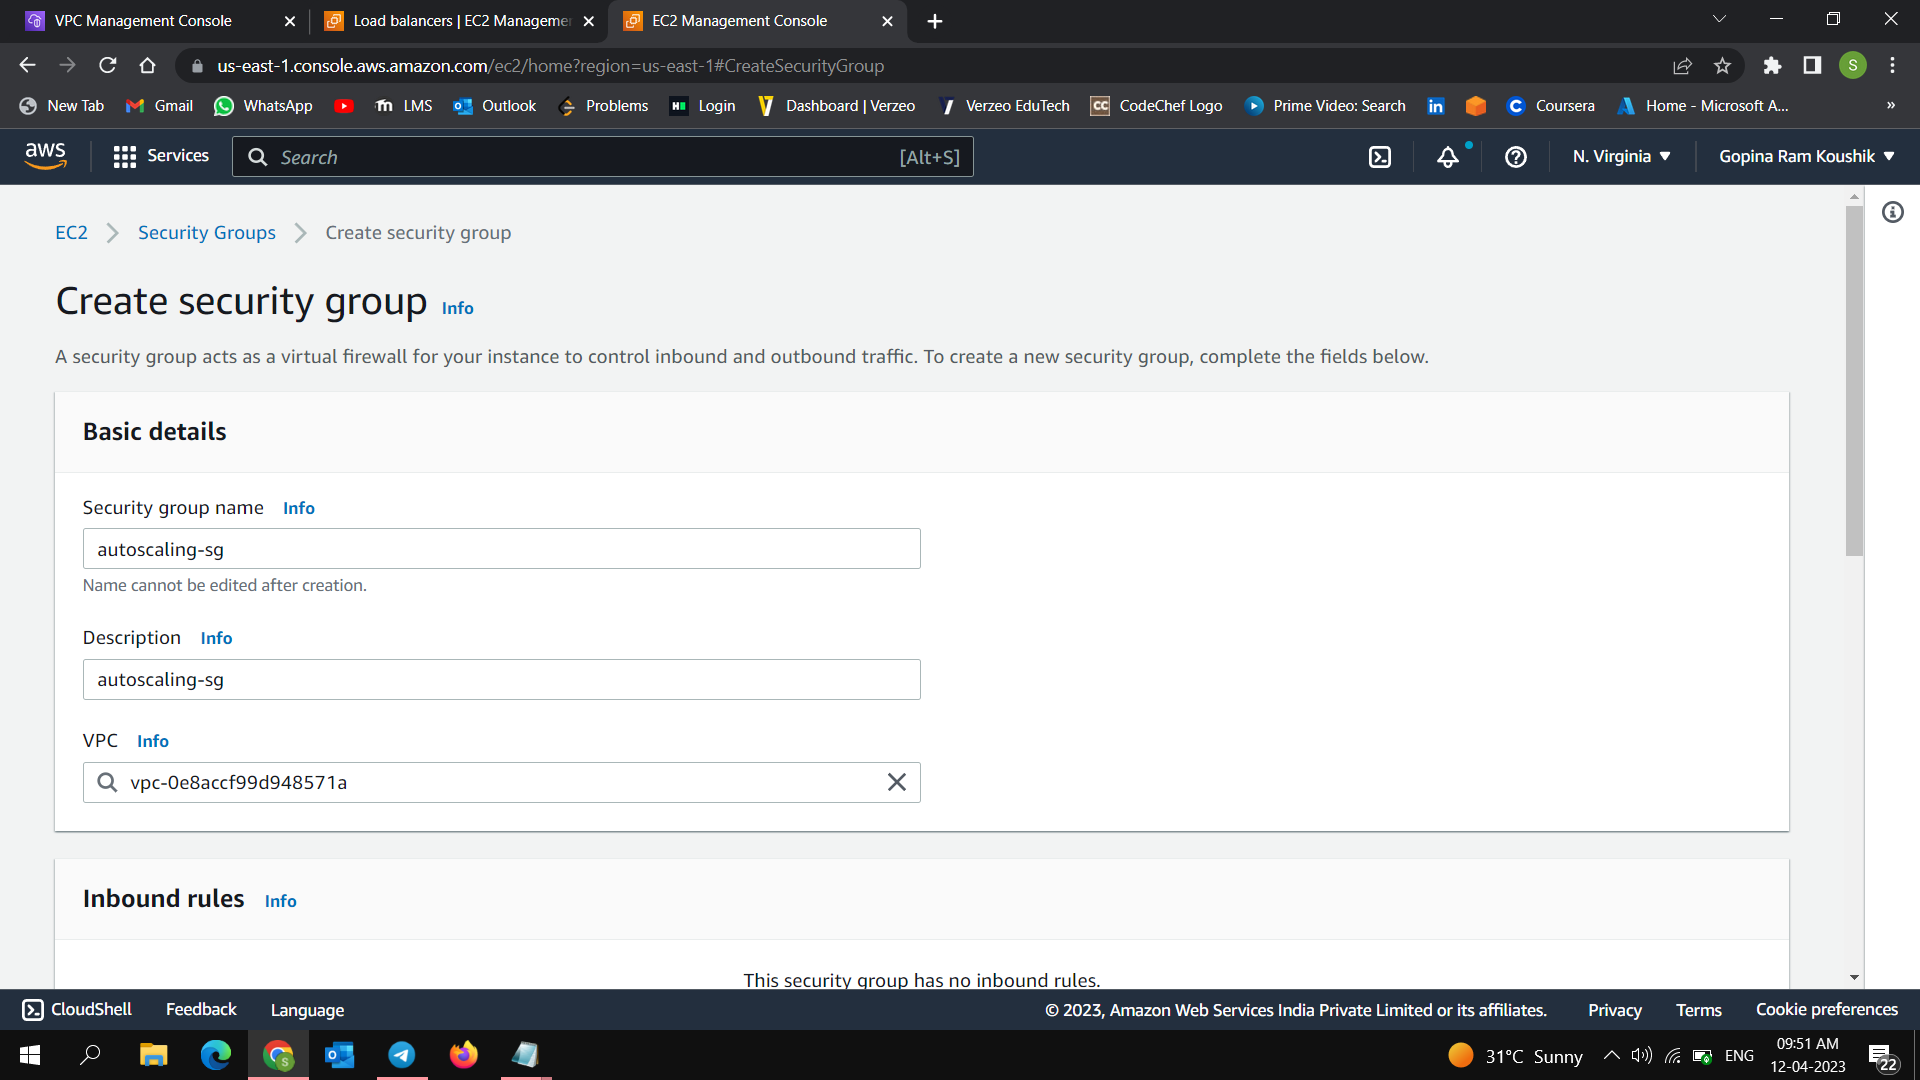 VPC Management Console
Load balancers | EC2 Manageme
EC2 Management Console
us-east-1.console.aws.amazon.com/ec2/home?region=us-east-1#CreateSecurityGroup
S
New Tab
Gmail
WhatsApp
LMS
Outlook
Problems
Login
Dashboard | Verzeo
Verzeo EduTech
CodeChef Logo
Prime Video: Search
Coursera
Home - Microsoft A...
»
aws
Services
Search
[Alt+S]
N. Virginia
Gopina Ram Koushik
EC2
Security Groups
Create security group
Create security group Info
A security group acts as a virtual firewall for your instance to control inbound and outbound traffic. To create a new security group, complete the fields below.
Basic details
Security group name Info
autoscaling-sg
Name cannot be edited after creation.
Description Info
autoscaling-sg
VPC Info
vpc-0e8accf99d948571a
Inbound rules Info
This security group has no inbound rules.
CloudShell
Feedback
Language
© 2023, Amazon Web Services India Private Limited or its affiliates.
Privacy
Terms
Cookie preferences
31°C Sunny
ENG
09:51 AM
12-04-2023
22